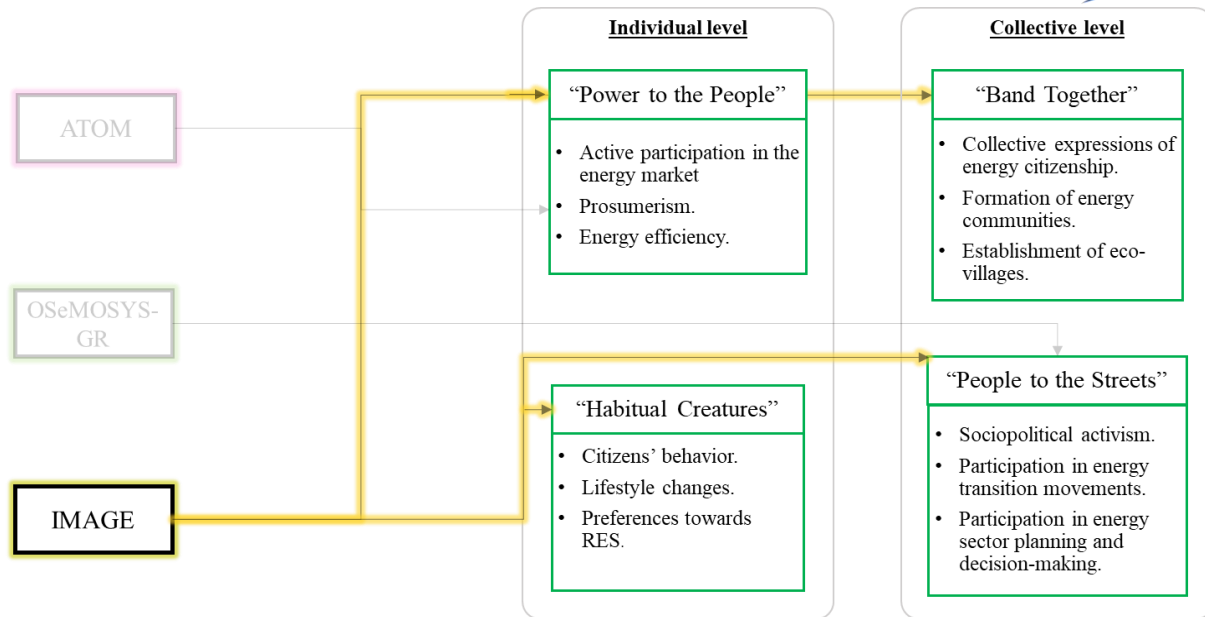 Individual level
Collective level
ATOM
OSeMOSYS-
GR
IMAGE
“Power to the People”
• Active participation in the
energy market
• Prosumerism.
• Energy efficiency.
“Band Together”
• Collective expressions of
energy citizenship.
• Formation of energy
communities.
• Establishment of eco-
villages.
“Habitual Creatures”
• Citizens’ behavior.
• Lifestyle changes.
• Preferences towards
RES.
“People to the Streets”
• Sociopolitical activism.
• Participation in energy
transition movements.
• Participation in energy
sector planning and
decision-making.